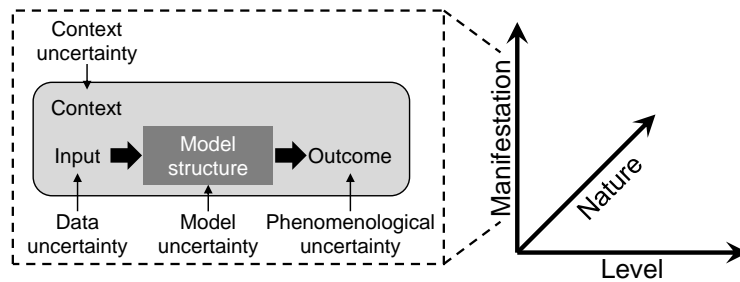 Context
uncertainty
Context
Input
Model
structure
Outcome
Data
uncertainty
Model
uncertainty
Phenomenological
uncertainty
Manifestation
Nature
Level